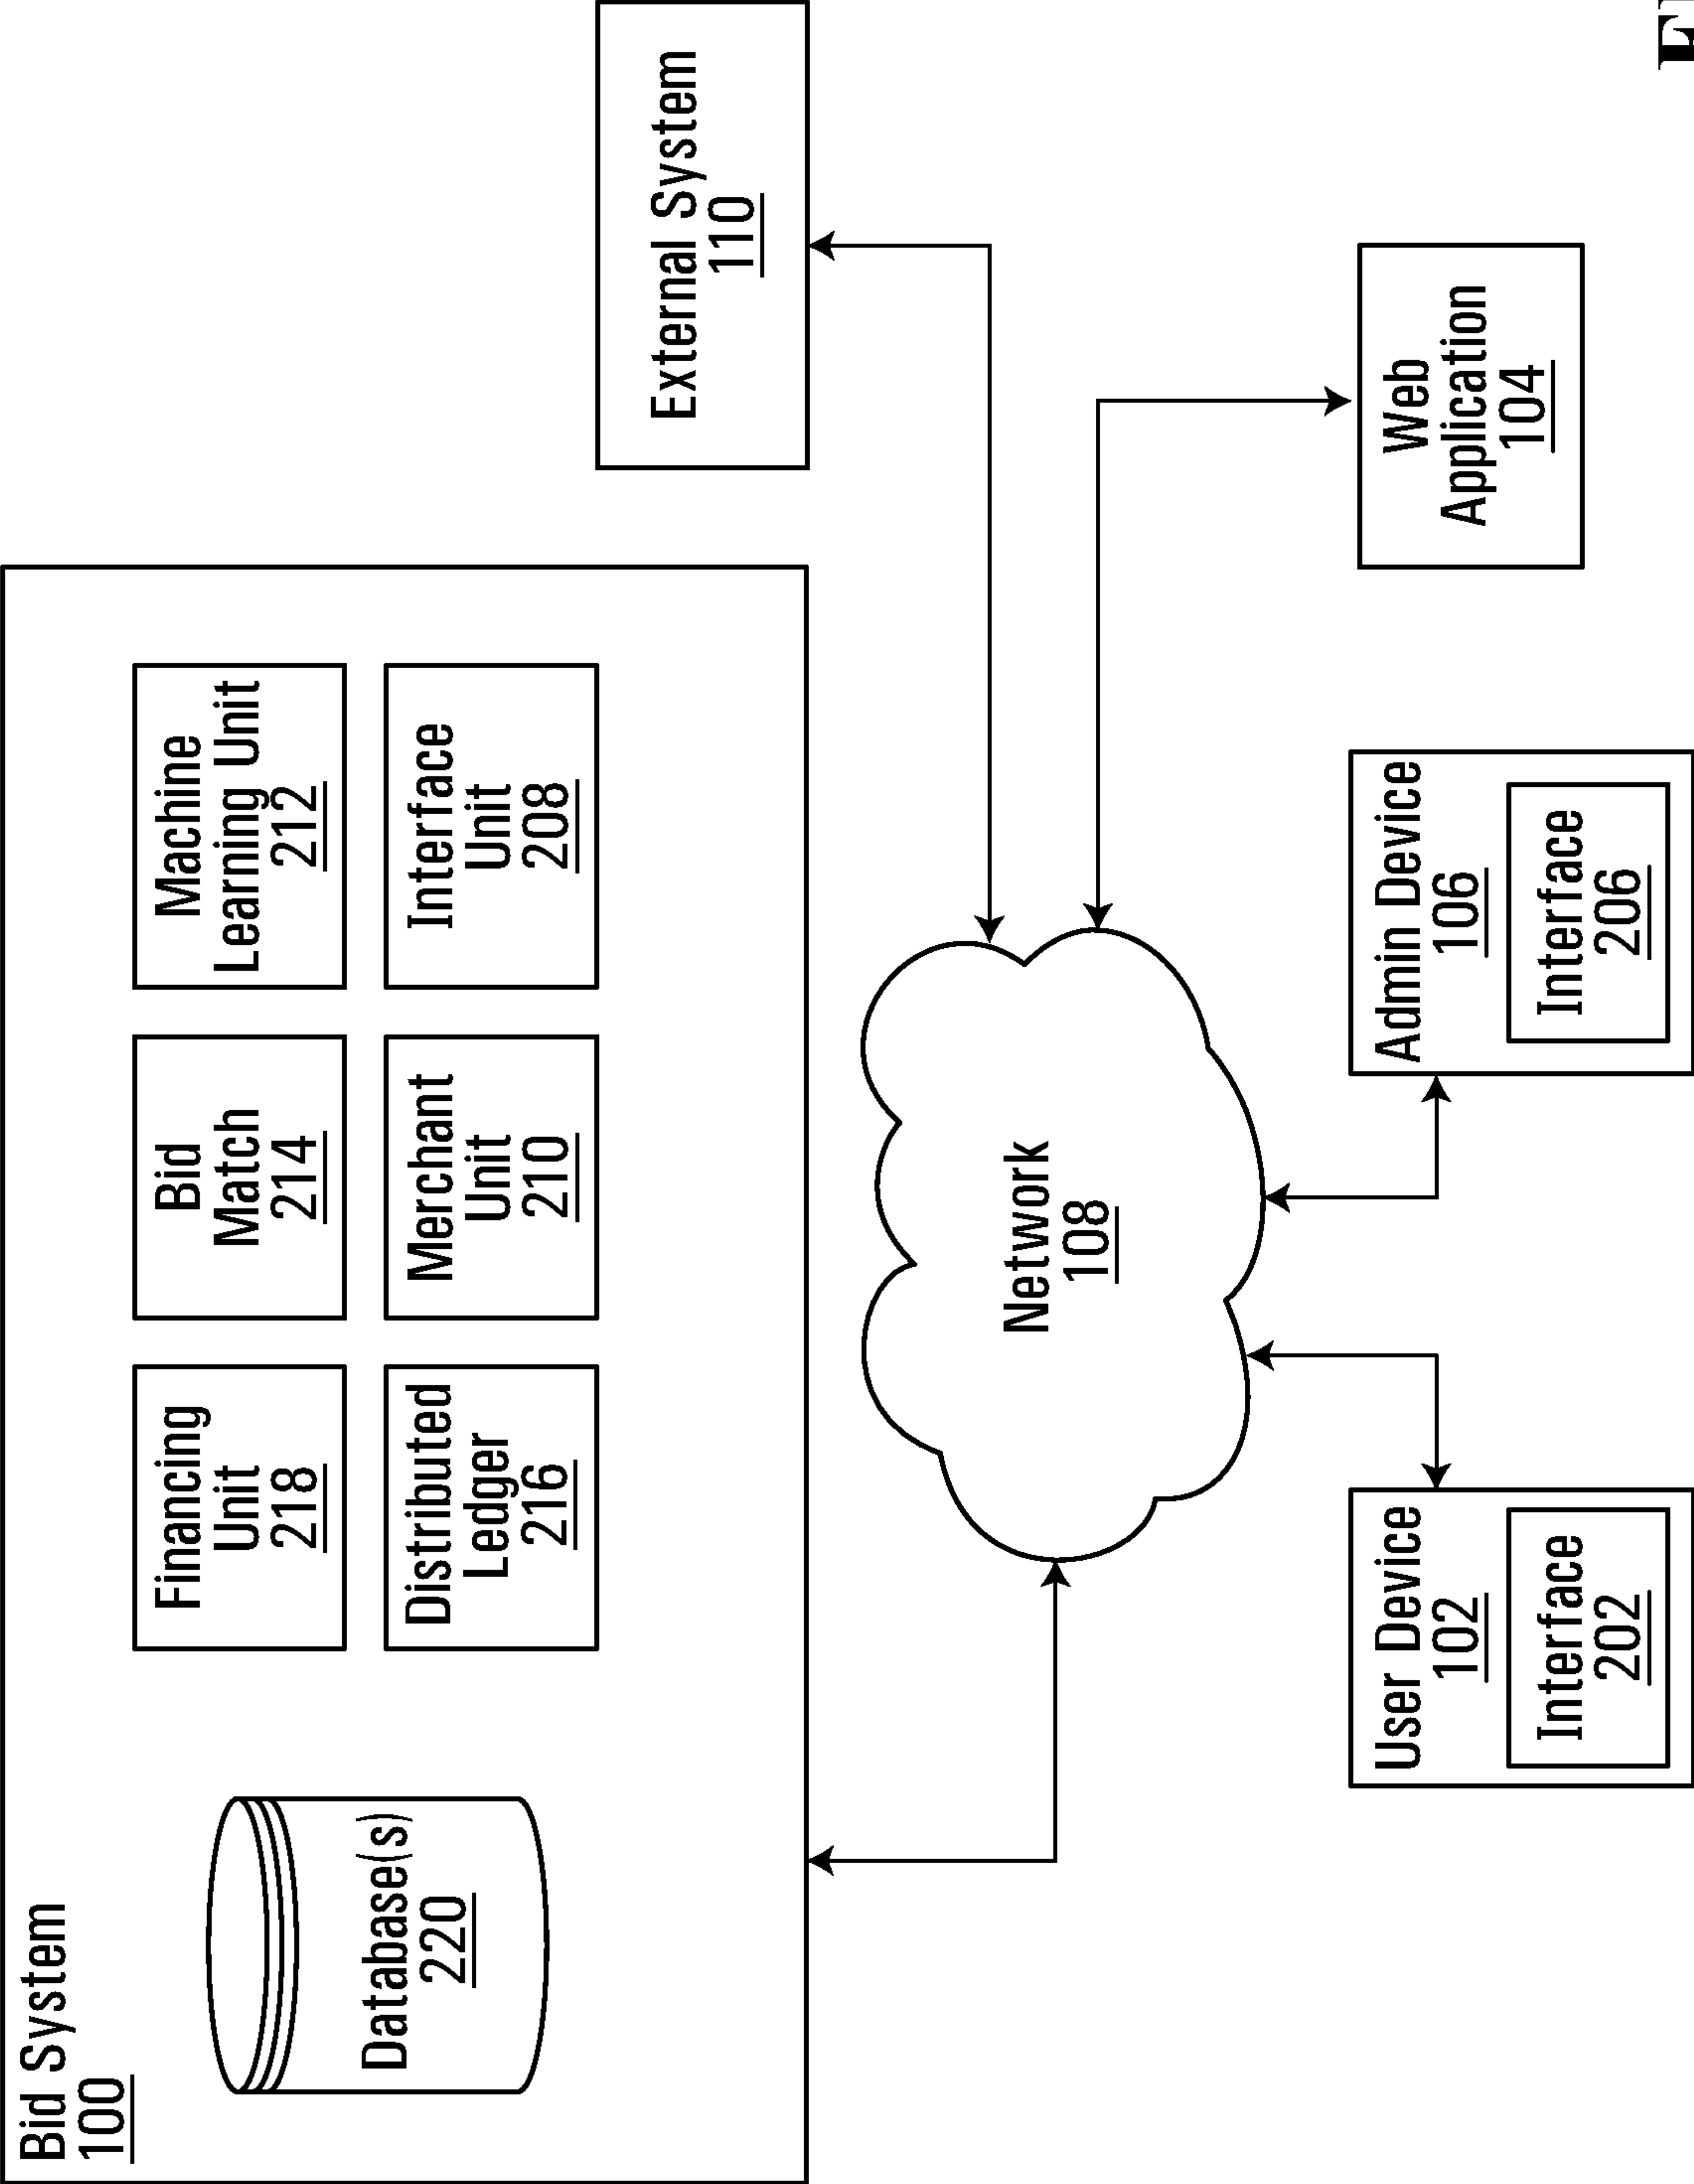 Bid System
100
Database(s)
220
Financing
Unit
218
Bid
Match
214
Machine
Learning Unit
212
Distributed
Ledger
216
Merchant
Unit
210
Interface
Unit
208
External System
110
Network
108
User Device
102
Interface
202
Admin Device
106
Interface
206
Web
Application
104